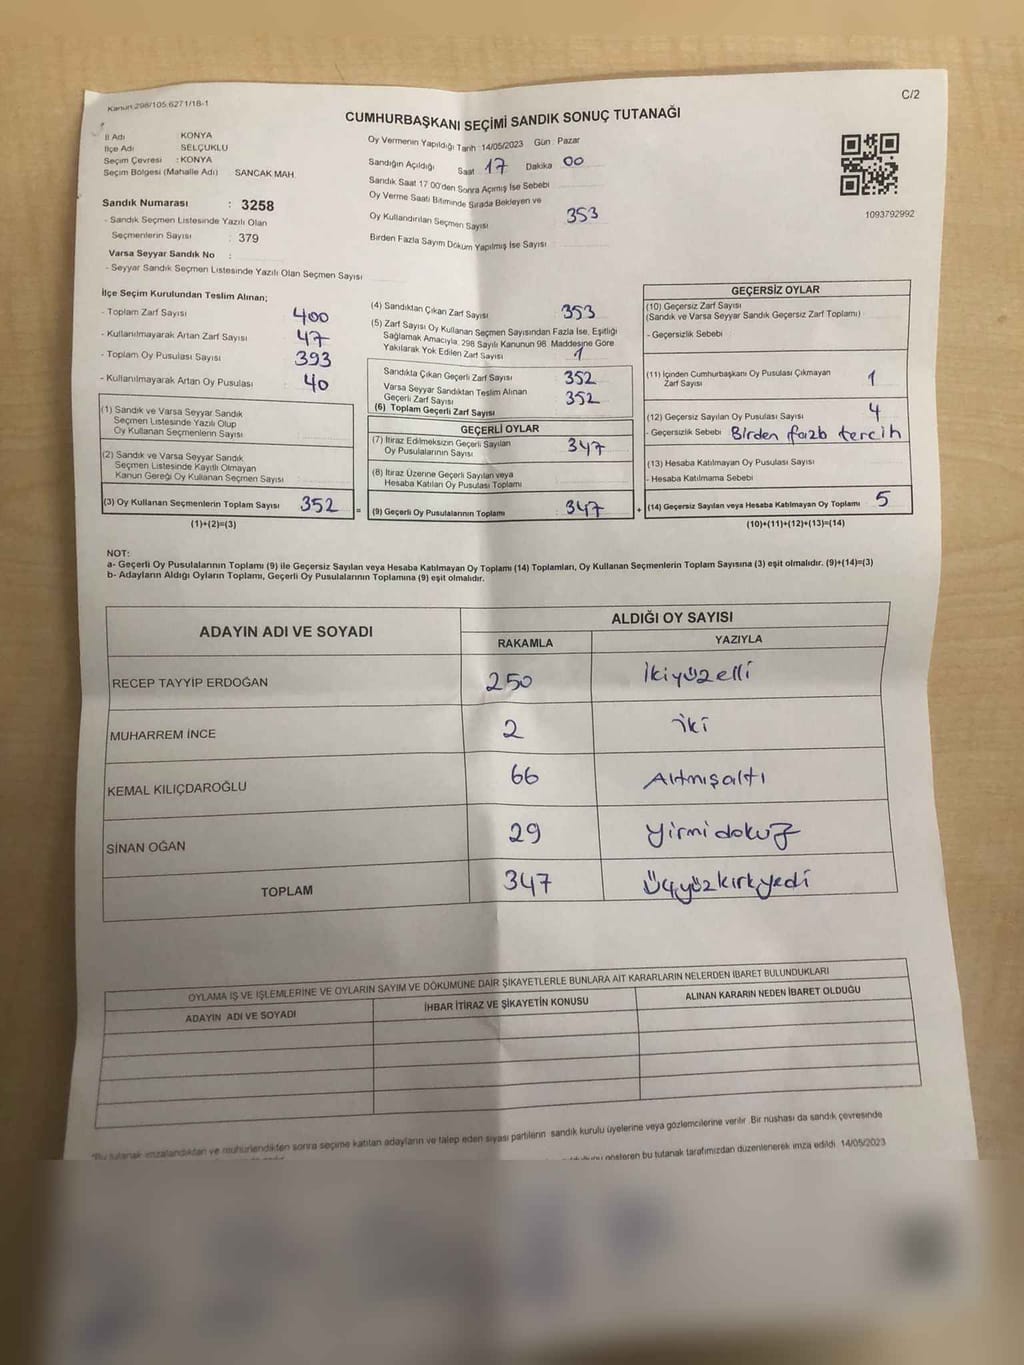 Kanun:298/105.6271/18-1
C/2
CUMHURBAŞKANI SEÇİMİ SANDIK SONUÇ TUTANAĞI
İl Adı KONYA
İlçe Adı SELÇUKLU
Seçim Çevresi : KONYA
Seçim Bölgesi (Mahalle Adı) SANCAK MAH.
Sandık Numarası : 3258
- Sandık Seçmen Listesinde Yazılı Olan
Seçmenlerin Sayısı : 379
Varsa Seyyar Sandık No :
- Seyyar Sandık Seçmen Listesinde Yazılı Olan Seçmen Sayısı
Oy Vermenin Yapıldığı Tarih :14/05/2023 Gün : Pazar
Sandığın Açıldığı Saat 17 Dakika 00
Sandık Saat 17.00'den Sonra Açılmış İse Sebebi
Oy Verme Saati Bitiminde Sırada Bekleyen ve
Oy Kullandırılan Seçmen Sayısı 353
Birden Fazla Sayım Döküm Yapılmış İse Sayısı
1093792992
İlçe Seçim Kurulundan Teslim Alınan;
- Toplam Zarf Sayısı 400
- Kullanılmayarak Artan Zarf Sayısı 47
- Toplam Oy Pusulası Sayısı 393
- Kullanılmayarak Artan Oy Pusulası 40
(1) Sandık ve Varsa Seyyar Sandık
Seçmen Listesinde Yazılı Olup
Oy Kullanan Seçmenlerin Sayısı
(2) Sandık ve Varsa Seyyar Sandık
Seçmen Listesinde Kayıtlı Olmayan
Kanun Gereği Oy Kullanan Seçmen Sayısı
(3) Oy Kullanan Seçmenlerin Toplam Sayısı 352
(1)+(2)=(3)
(4) Sandıktan Çıkan Zarf Sayısı 353
(5) Zarf Sayısı Oy Kullanan Seçmen Sayısından Fazla İse, Eşitliği
Sağlamak Amacıyla, 298 Sayılı Kanunun 98. Maddesine Göre
Yakılarak Yok Edilen Zarf Sayısı 1
Sandıkta Çıkan Geçerli Zarf Sayısı 352
Varsa Seyyar Sandıktan Teslim Alınan
Geçerli Zarf Sayısı 352
(6) Toplam Geçerli Zarf Sayısı
GEÇERLİ OYLAR
(7) İtiraz Edilmeksizin Geçerli Sayılan
Oy Pusulalarının Sayısı 347
(8) İtiraz Üzerine Geçerli Sayılan veya
Hesaba Katılan Oy Pusulası Toplamı
= (9) Geçerli Oy Pusulalarının Toplamı 347
GEÇERSİZ OYLAR
(10) Geçersiz Zarf Sayısı
(Sandık ve Varsa Seyyar Sandık Geçersiz Zarf Toplamı)
- Geçersizlik Sebebi
(11) İçinden Cumhurbaşkanı Oy Pusulası Çıkmayan
Zarf Sayısı 1
(12) Geçersiz Sayılan Oy Pusulası Sayısı 4
- Geçersizlik Sebebi Birden fazla tercih
(13) Hesaba Katılmayan Oy Pusulası Sayısı
- Hesaba Katılmama Sebebi
+ (14) Geçersiz Sayılan veya Hesaba Katılmayan Oy Toplamı 5
(10)+(11)+(12)+(13)=(14)
NOT:
a- Geçerli Oy Pusulalarının Toplamı (9) ile Geçersiz Sayılan veya Hesaba Katılmayan Oy Toplamı (14) Toplamları, Oy Kullanan Seçmenlerin Toplam Sayısına (3) eşit olmalıdır. (9)+(14)=(3)
b- Adayların Aldığı Oyların Toplamı, Geçerli Oy Pusulalarının Toplamına (9) eşit olmalıdır.
ADAYIN ADI VE SOYADI
ALDIĞI OY SAYISI
RAKAMLA YAZIYLA
RECEP TAYYİP ERDOĞAN 250 İkiyüzelli
MUHARREM İNCE 2 iki
KEMAL KILIÇDAROĞLU 66 Altmışaltı
SİNAN OĞAN 29 yirmidokuz
TOPLAM 347 Üçyüzkırkyedi
OYLAMA İŞ VE İŞLEMLERİNE VE OYLARIN SAYIM VE DÖKÜMÜNE DAİR ŞİKAYETLERLE BUNLARA AİT KARARLARIN NELERDEN İBARET BULUNDUKLARI
ADAYIN ADI VE SOYADI İHBAR İTİRAZ VE ŞİKAYETİN KONUSU ALINAN KARARIN NEDEN İBARET OLDUĞU
*Bu tutanak imzalandıktan ve mühürlendikten sonra seçime katılan adayların ve talep eden siyasi partilerin sandık kurulu üyelerine veya gözlemcilerine verilir. Bir nüshası da sandık çevresinde
gösteren bu tutanak tarafımızdan düzenlenerek imza edildi. 14/05/2023